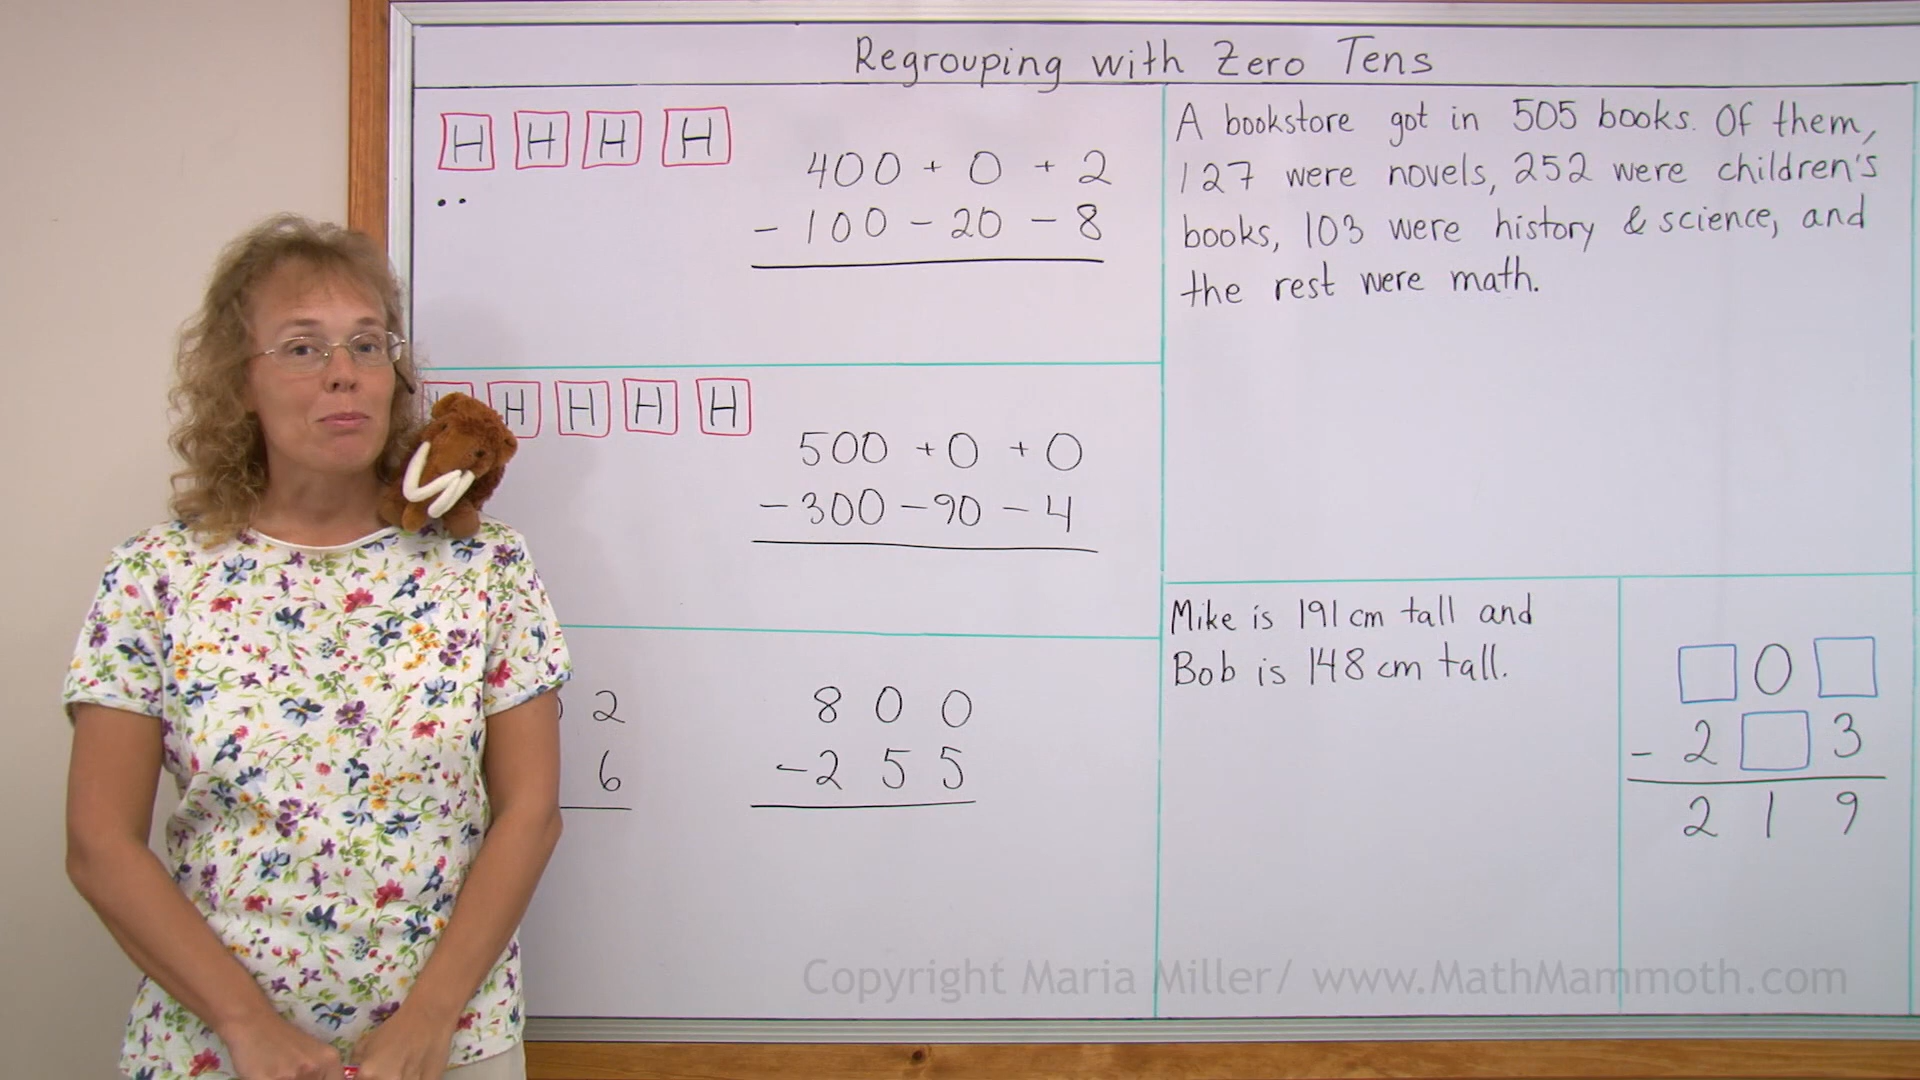 Regrouping with Zero Tens
H H H H
400 + 0 + 2
- 100 - 20 - 8
H H H H
500 + 0 + 0
- 300 - 90 - 4
2
6
8 0 0
- 2 5 5
A bookstore got in 505 books. Of them,
127 were novels, 252 were children's
books, 103 were history & science, and
the rest were math.
Mike is 191 cm tall and
Bob is 148 cm tall.
0
- 2 3
2 1 9
Copyright Maria Miller/ www.MathMammoth.com